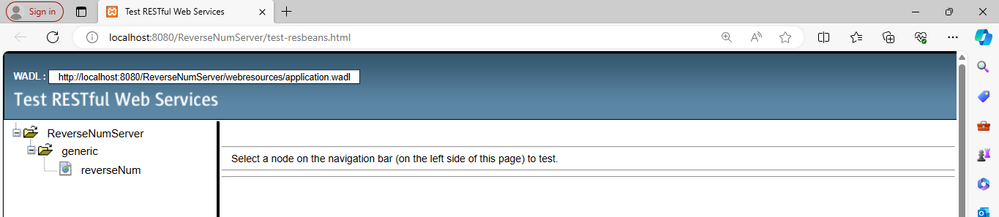 Sign in
Test RESTful Web Services
localhost:8080/ReverseNumServer/test-resbeans.html
WADL : http://localhost:8080/ReverseNumServer/webresources/application.wadl
Test RESTful Web Services
ReverseNumServer
generic
reverseNum
Select a node on the navigation bar (on the left side of this page) to test.